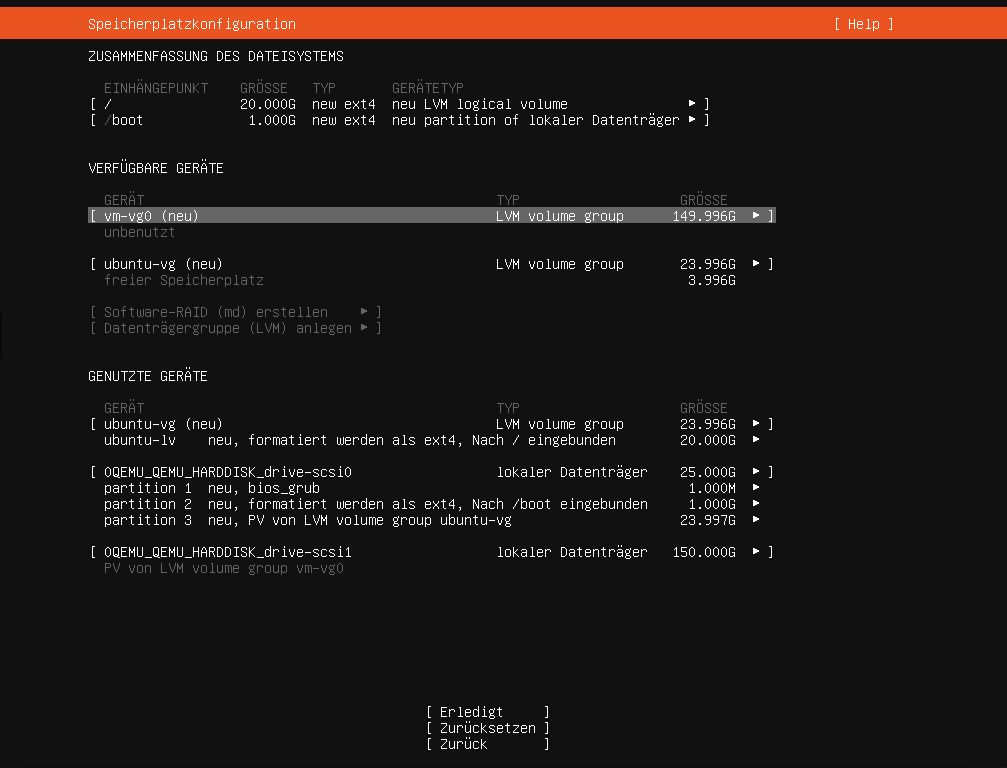 Speicherplatzkonfiguration [ Help ]
ZUSAMMENFASSUNG DES DATEISYSTEMS
EINHÄNGEPUNKT GRÖSSE TYP GERÄTETYP
[ / 20.000G new ext4 neu LVM logical volume ▸ ]
[ /boot 1.000G new ext4 neu partition of lokaler Datenträger ▸ ]
VERFÜGBARE GERÄTE
GERÄT TYP GRÖSSE
[ vm-vg0 (neu) LVM volume group 149.996G ▸ ]
unbenutzt
[ ubuntu-vg (neu) LVM volume group 23.996G ▸ ]
freier Speicherplatz 3.996G
[ Software-RAID (md) erstellen ▸ ]
[ Datenträgergruppe (LVM) anlegen ▸ ]
GENUTZTE GERÄTE
GERÄT TYP GRÖSSE
[ ubuntu-vg (neu) LVM volume group 23.996G ▸ ]
ubuntu-lv neu, formatiert werden als ext4, Nach / eingebunden 20.000G ▸
[ 0QEMU_QEMU_HARDDISK_drive-scsi0 lokaler Datenträger 25.000G ▸ ]
partition 1 neu, bios_grub 1.000M ▸
partition 2 neu, formatiert werden als ext4, Nach /boot eingebunden 1.000G ▸
partition 3 neu, PV von LVM volume group ubuntu-vg 23.997G ▸
[ 0QEMU_QEMU_HARDDISK_drive-scsi1 lokaler Datenträger 150.000G ▸ ]
PV von LVM volume group vm-vg0
[ Erledigt ]
[ Zurücksetzen ]
[ Zurück ]